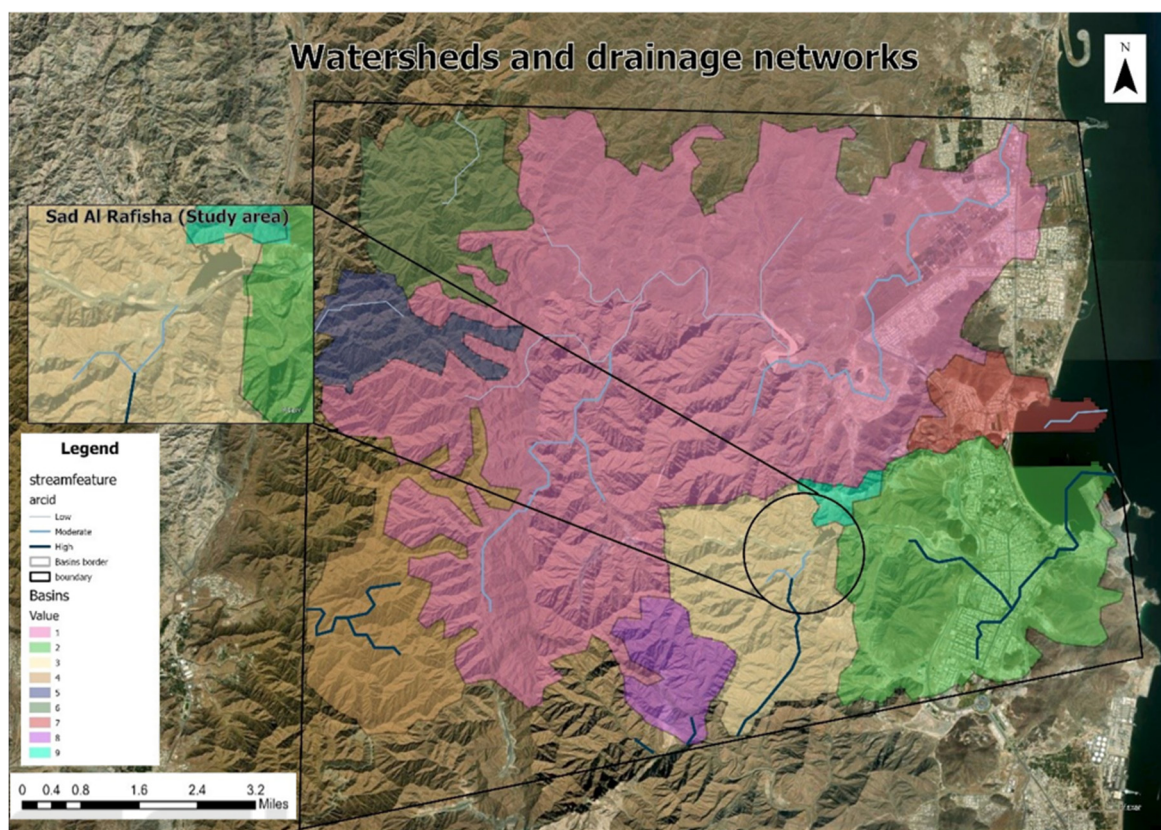 Watersheds and drainage networks
N
Sad Al Rafisha (Study area)
Legend
streamfeature
arcid
Low
Moderate
High
Basins border
boundary
Basins
Value
1
2
3
4
5
6
7
8
9
0 0.4 0.8 1.6 2.4 3.2
Miles